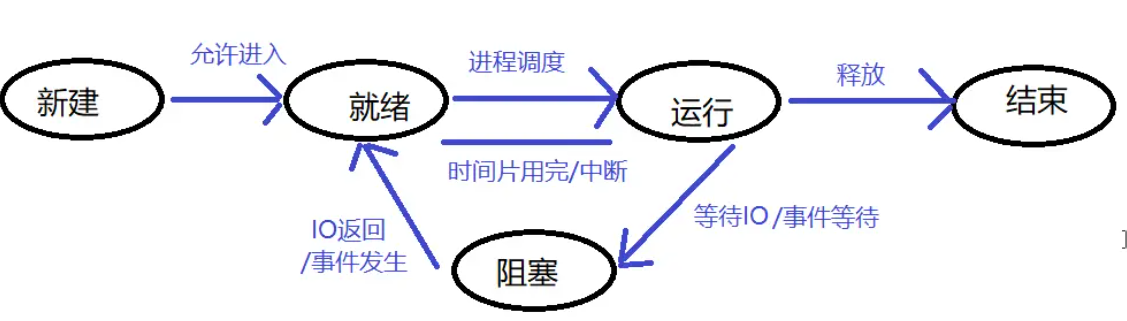 允许进入
进程调度
释放
新建
就绪
运行
结束
时间片用完/中断
等待IO/事件等待
IO返回
/事件发生
阻塞